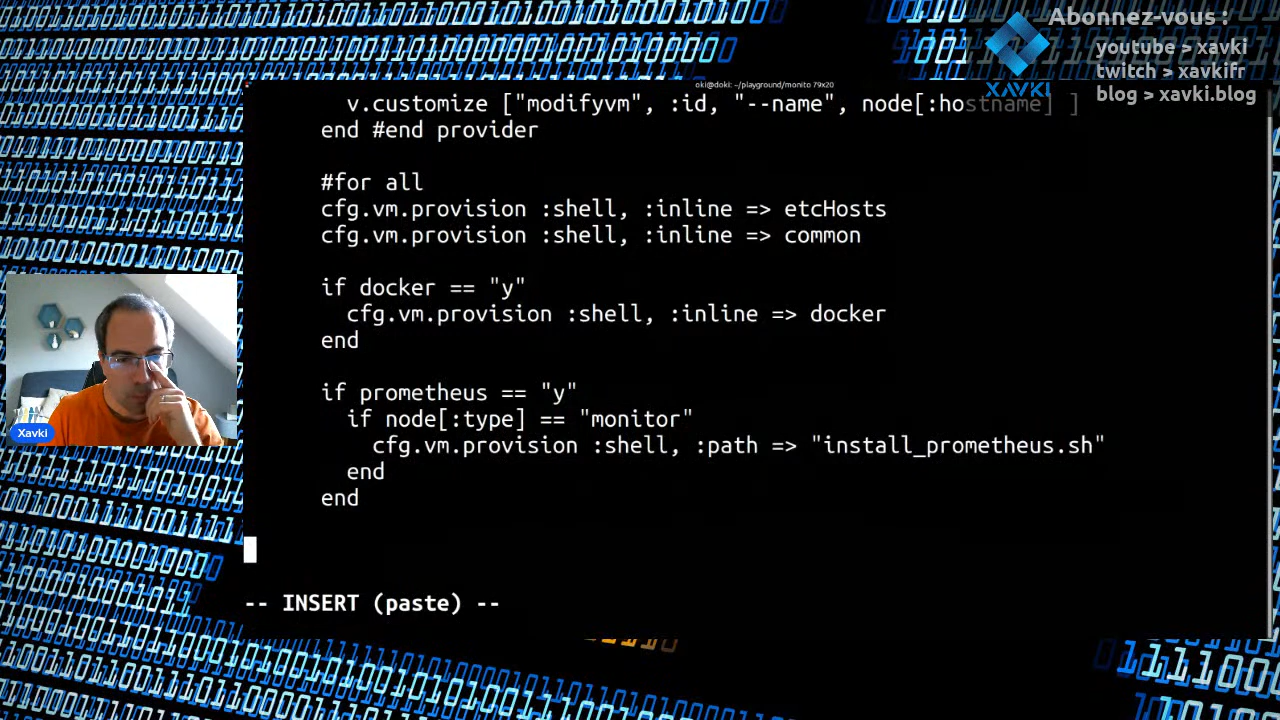 Abonnez-vous :
youtube > xavki
twitch > xavkifr
blog > xavki.blog
XAVKI
oki@doki: ~/playground/monito 79x20
v.customize ["modifyvm", :id, "--name", node[:hostname] ]
end #end provider
#for all
cfg.vm.provision :shell, :inline => etcHosts
cfg.vm.provision :shell, :inline => common
if docker == "y"
cfg.vm.provision :shell, :inline => docker
end
if prometheus == "y"
if node[:type] == "monitor"
cfg.vm.provision :shell, :path => "install_prometheus.sh"
end
end
-- INSERT (paste) --
Xavki